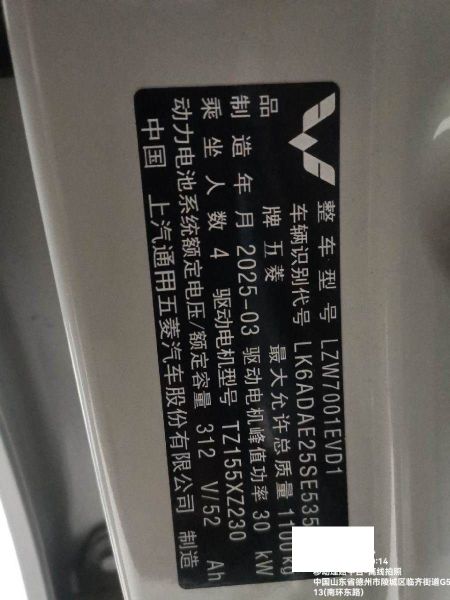 整车型号 LZW7001EVD1
车辆识别代号 LK6ADAE25SE535
品牌 五菱 最大允许总质量 1100kg
制造年月 2025-03 驱动电机峰值功率 30 kW
乘坐人数 4 驱动电机型号 TZ155XZ230
动力电池系统额定电压/额定容量 312 V/52 Ah
中国 上汽通用五菱汽车股份有限公司 制造
:14
中国山东省德州市陵城区临齐街道G5
13(南环东路)